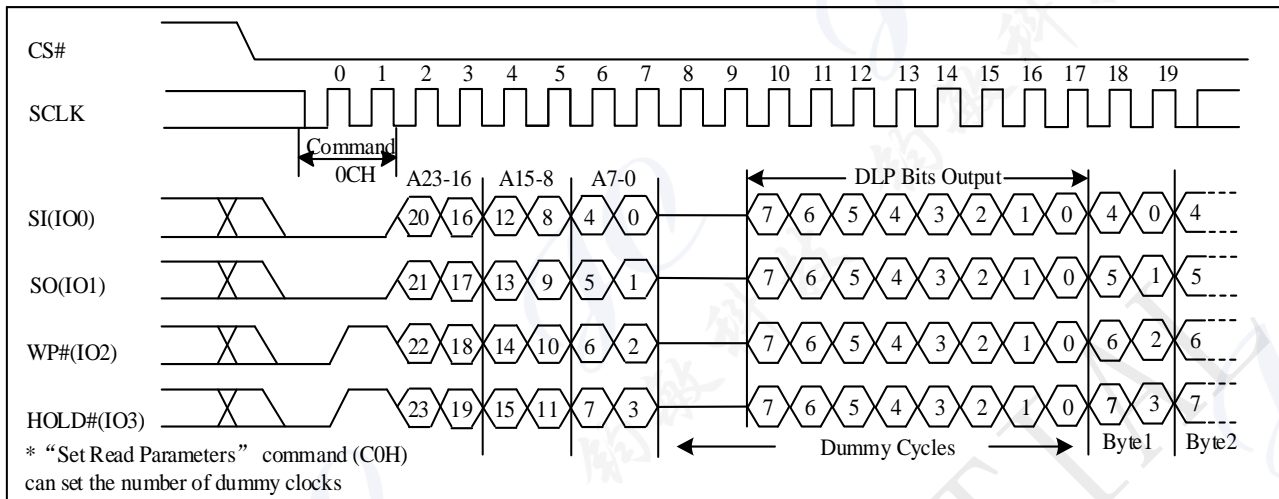 CS#
0 1 2 3 4 5 6 7 8 9 10 11 12 13 14 15 16 17 18 19
SCLK
Command
0CH
A23-16 A15-8 A7-0 DLP Bits Output
SI(IO0) 20 16 12 8 4 0 7 6 5 4 3 2 1 0 4 0 4
SO(IO1) 21 17 13 9 5 1 7 6 5 4 3 2 1 0 5 1 5
WP#(IO2) 22 18 14 10 6 2 7 6 5 4 3 2 1 0 6 2 6
HOLD#(IO3) 23 19 15 11 7 3 7 6 5 4 3 2 1 0 7 3 7
Dummy Cycles Byte1 Byte2
* “Set Read Parameters” command (C0H)
can set the number of dummy clocks